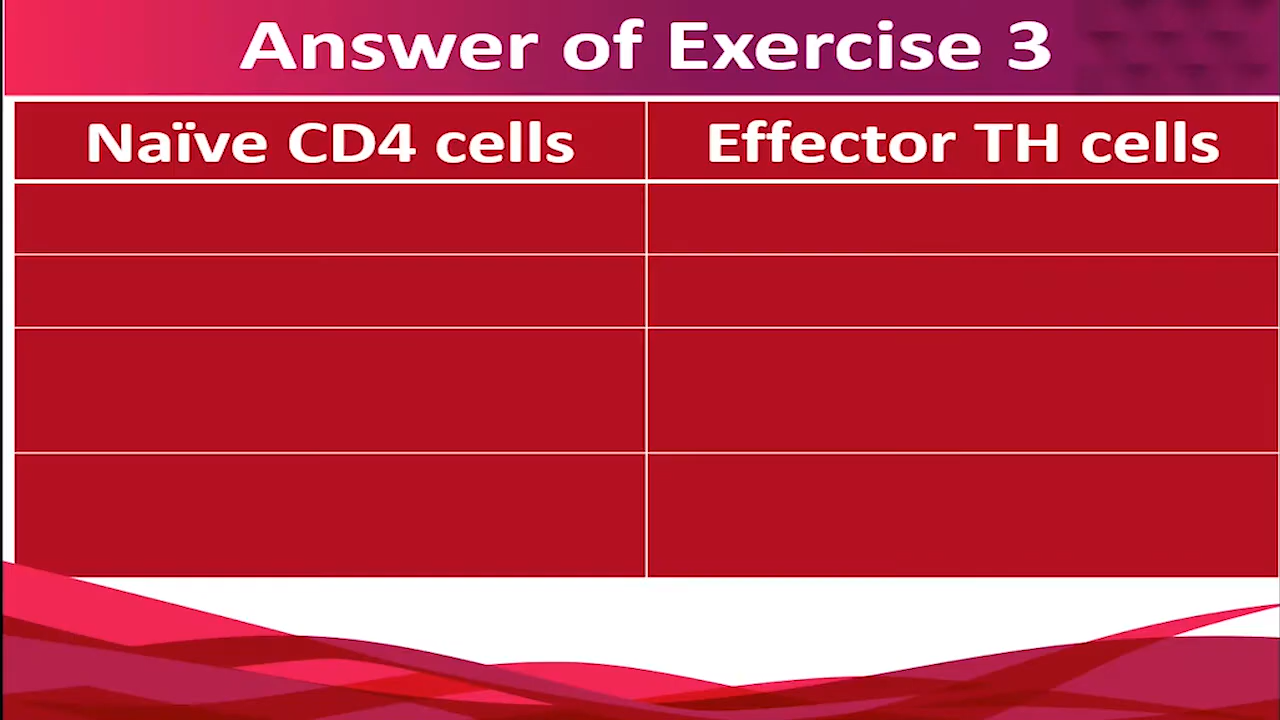 Answer of Exercise 3
Naïve CD4 cells
Effector TH cells